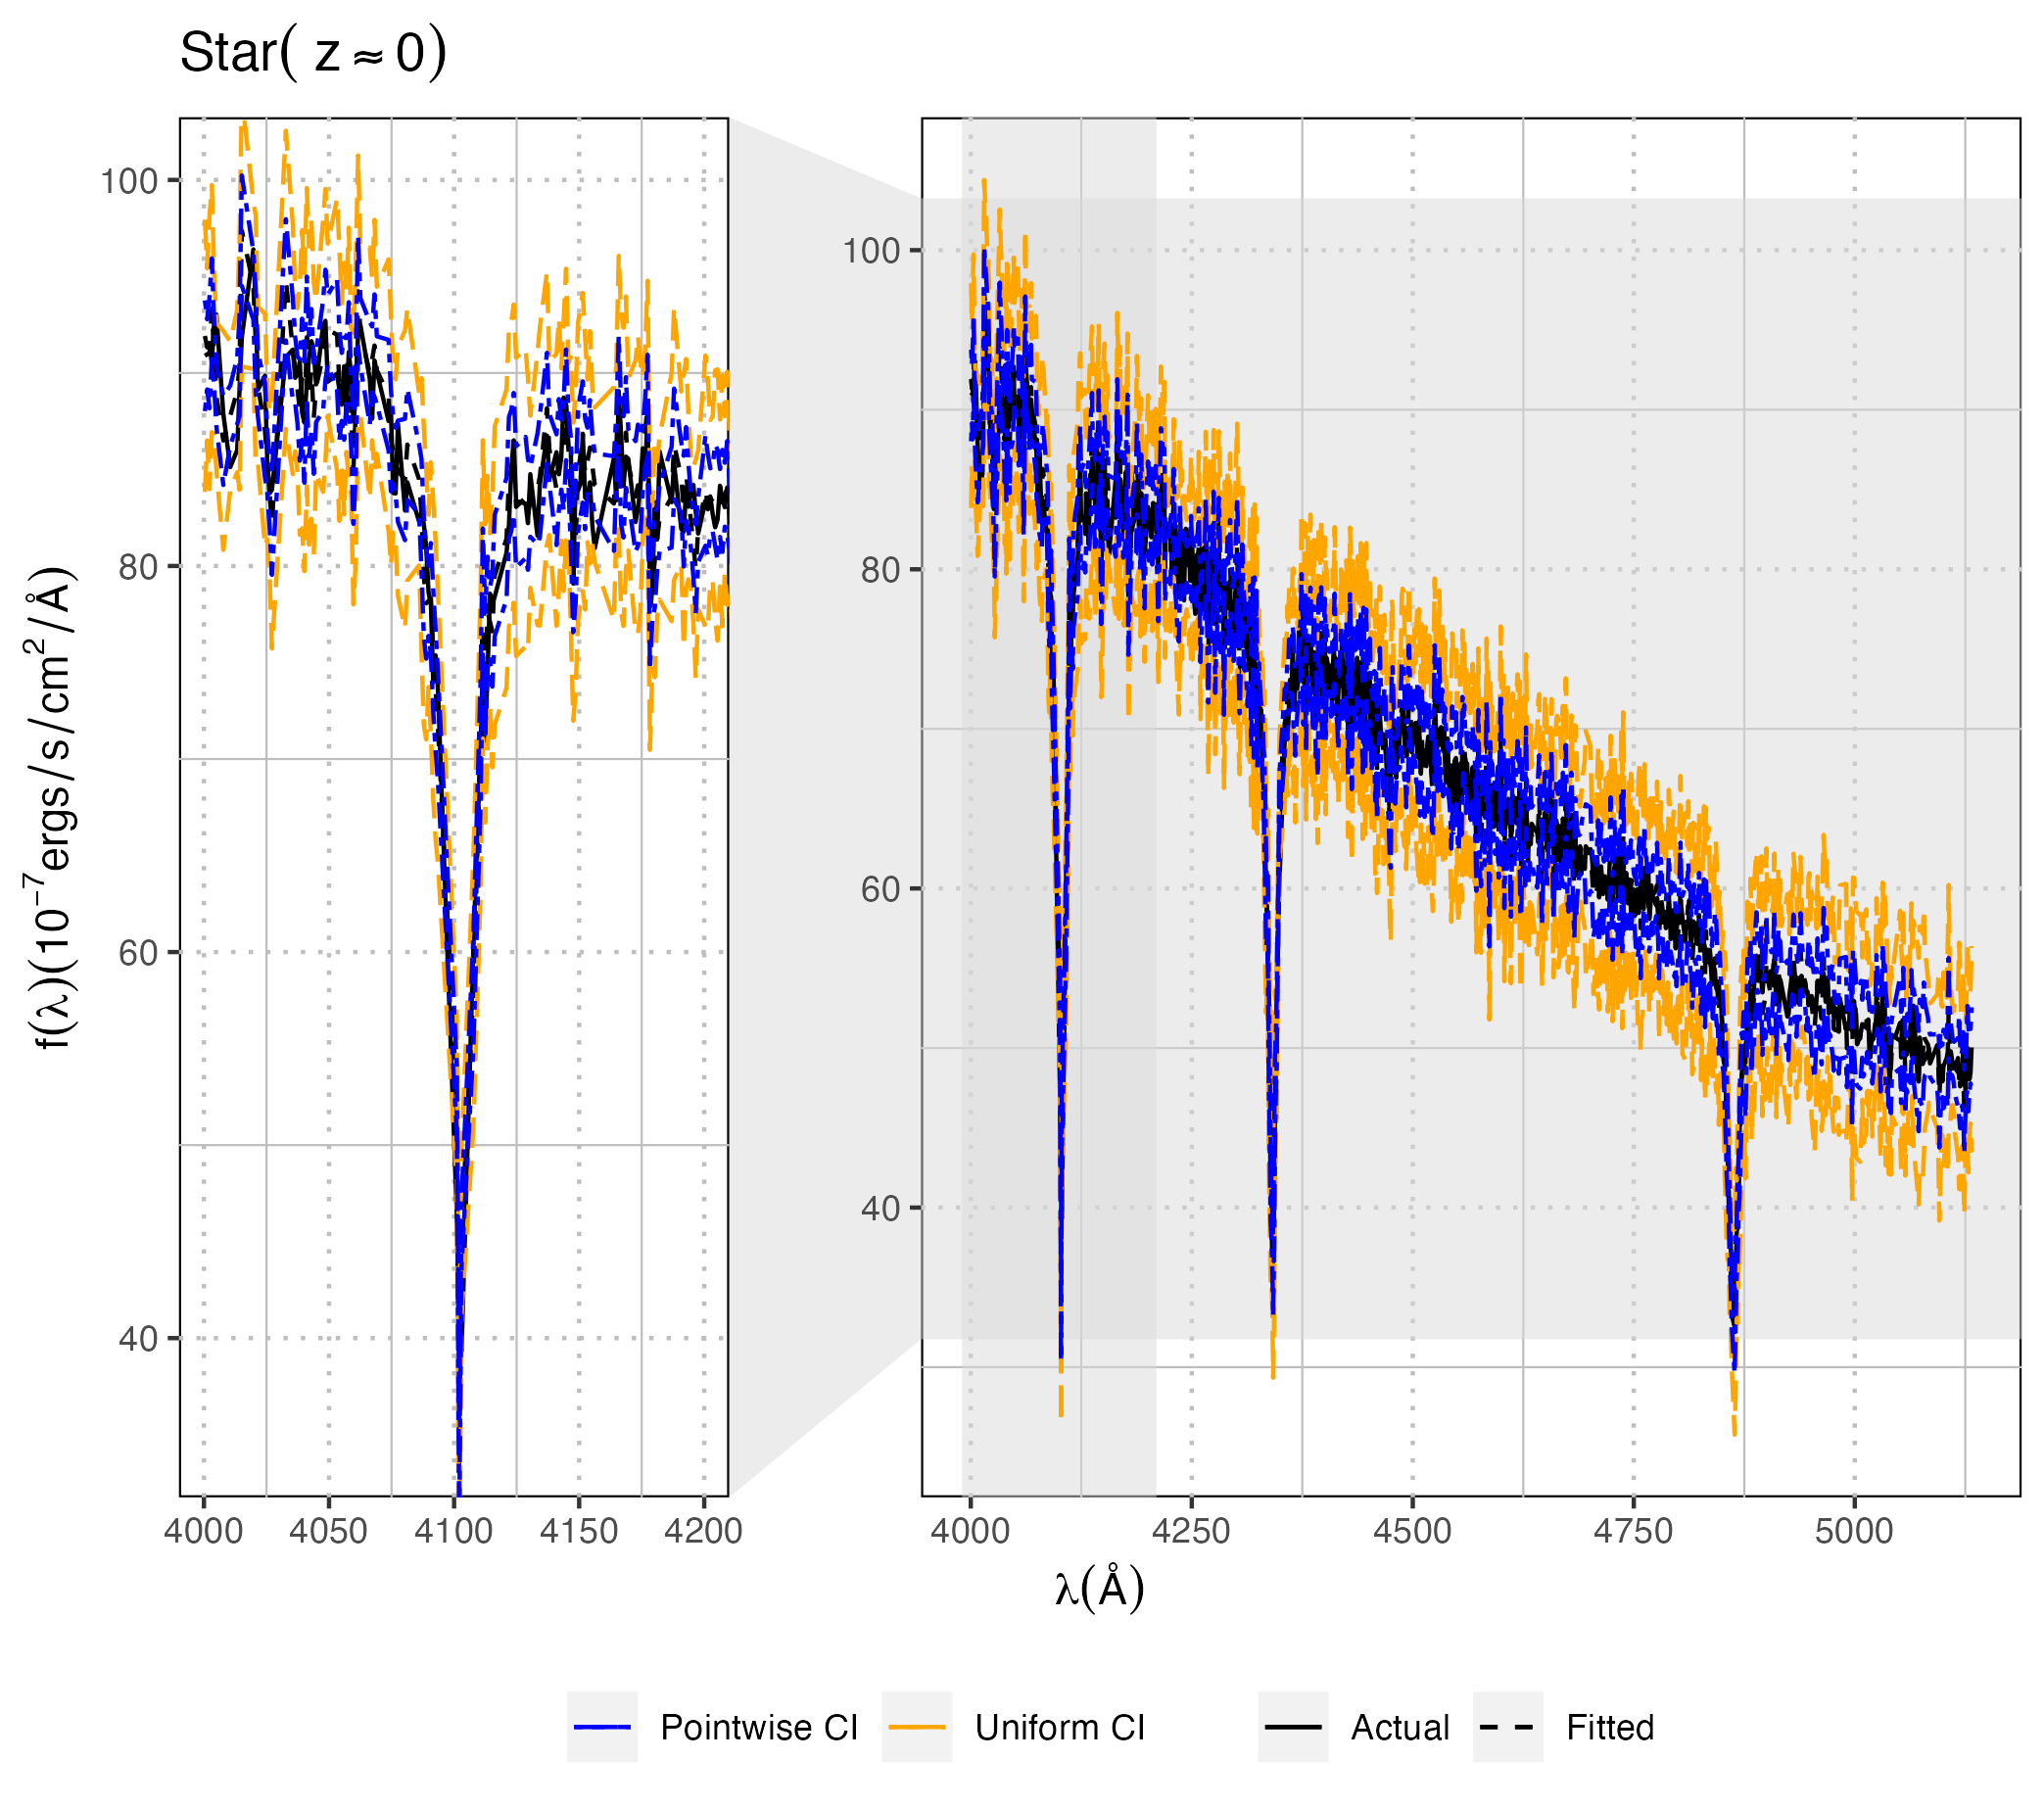 Star( z ≈ 0)
f(λ)(10⁻⁷ergs/s/cm²/Å)
100
80
60
40
4000 4050 4100 4150 4200
100
80
60
40
4000 4250 4500 4750 5000
λ(Å)
Pointwise CI Uniform CI Actual Fitted